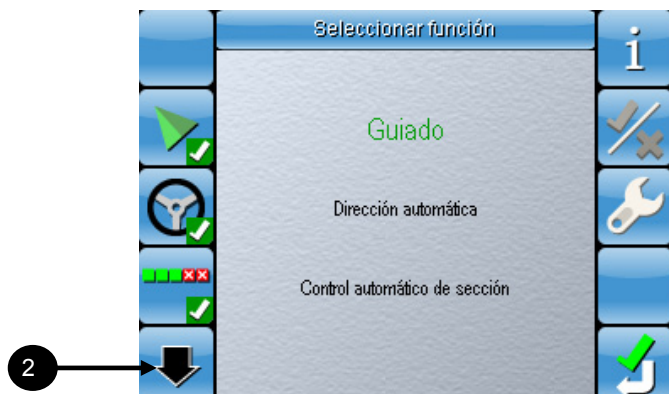 Seleccionar función
i
Guiado
Dirección automática
Control automático de sección
2